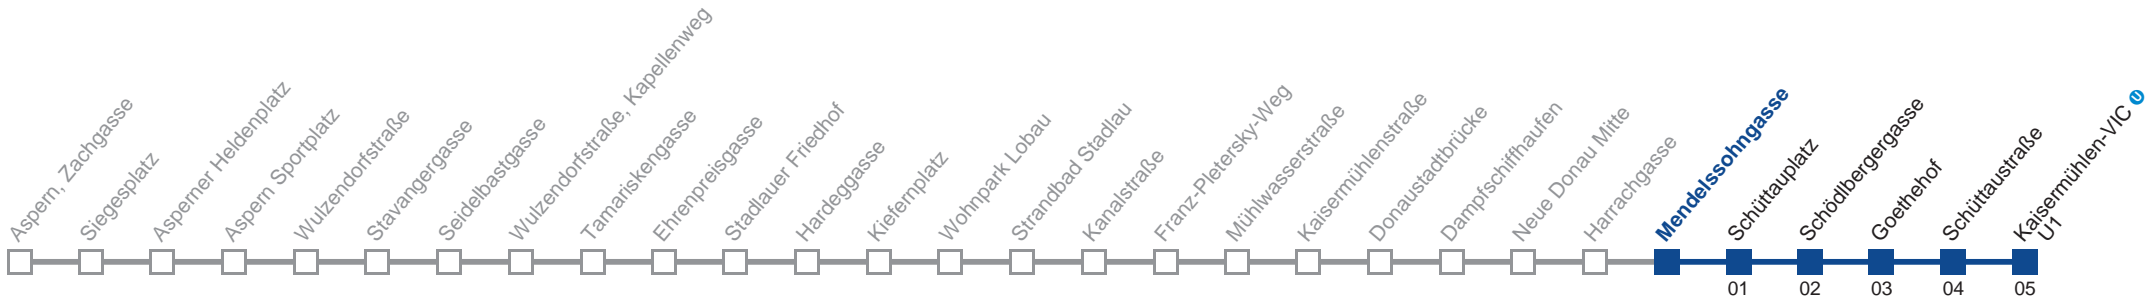 Aspern, Zachgasse
Siegesplatz
Asperner Heldenplatz
Aspern Sportplatz
Wulzendorfstraße
Stavangergasse
Seidelbastgasse
Wulzendorfstraße, Kapellenweg
Tamariskengasse
Ehrenpreisgasse
Stadlauer Friedhof
Hardeggasse
Kiefernplatz
Wohnpark Lobau
Strandbad Stadlau
Kanalstraße
Franz-Pletersky-Weg
Mühlwasserstraße
Kaisermühlenstraße
Donaustadtbrücke
Dampfschiffhaufen
Neue Donau Mitte
Harrachgasse
Mendelssohngasse
Schüttauplatz
Schödlbergergasse
Goethehof
Schüttaustraße
Kaisermühlen-VIC U
U1
01
02
03
04
05